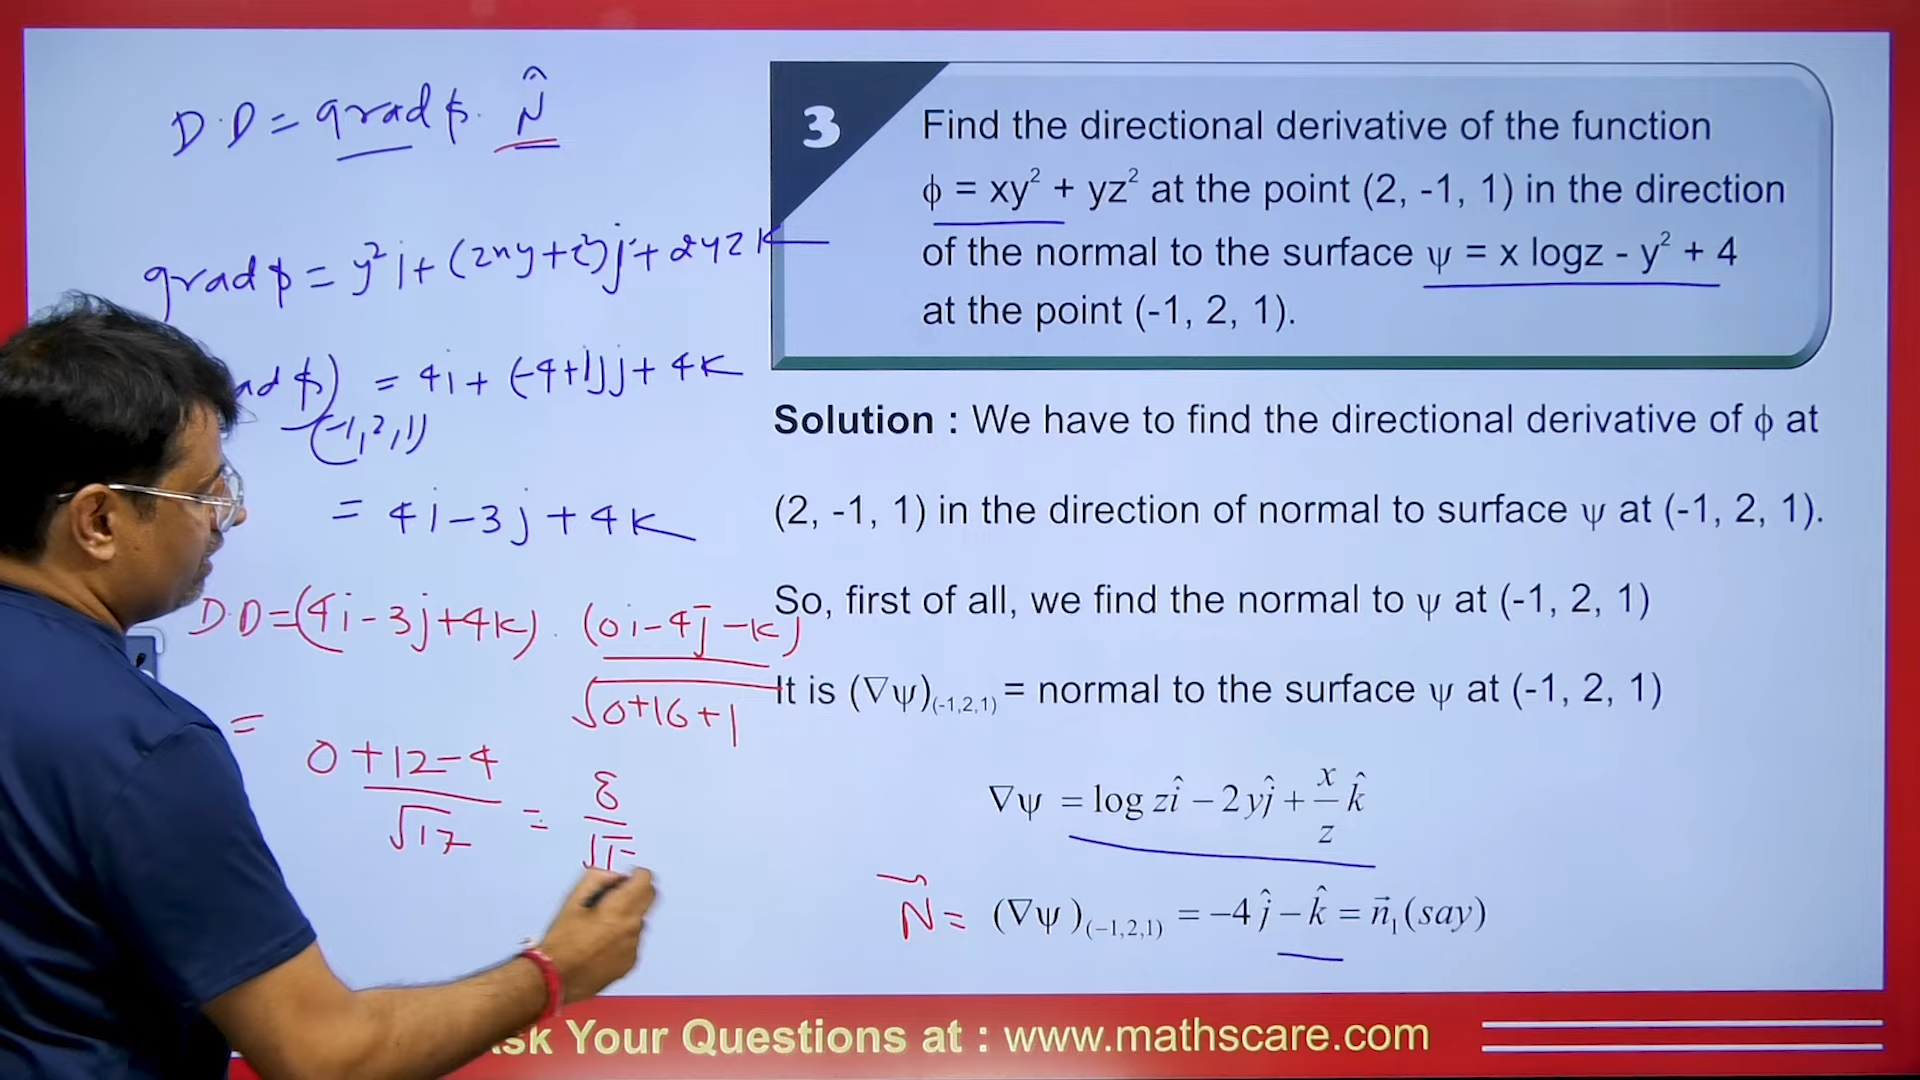 D.D = grad ϕ. N̂
grad ϕ = y²i + (2xy+z²)j + 2yzk
ad ϕ) = 4i + (-4+1)j + 4k
(-1,2,1)
= 4i - 3j + 4k
D.D = (4i - 3j + 4k) . (0i - 4j - k)
√0+16+1
= 0+12-4 / √17 = 8
3
Find the directional derivative of the function
ϕ = xy² + yz² at the point (2, -1, 1) in the direction
of the normal to the surface ψ = x logz - y² + 4
at the point (-1, 2, 1).
Solution : We have to find the directional derivative of ϕ at
(2, -1, 1) in the direction of normal to surface ψ at (-1, 2, 1).
So, first of all, we find the normal to ψ at (-1, 2, 1)
It is (∇ψ)(-1,2,1) = normal to the surface ψ at (-1, 2, 1)
∇ψ = log zî − 2yĵ + x/z k̂
N⃗ = (∇ψ)(−1,2,1) = −4ĵ − k̂ = n⃗₁(say)
sk Your Questions at : www.mathscare.com